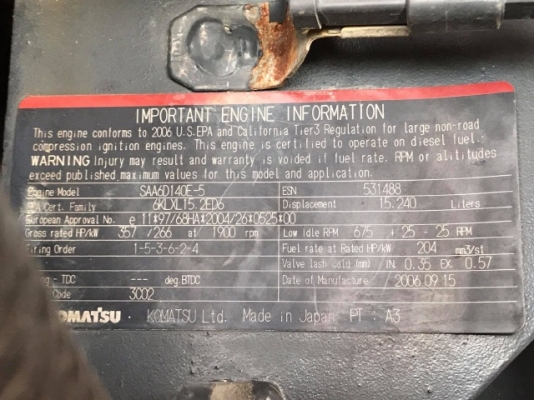 IMPORTANT ENGINE INFORMATION
This engine conforms to 2006 U.S.EPA and California Tier3 Regulation for large non-road
compression ignition engines. This engine is certified to operate on diesel fuel.
WARNING Injury may result and warranty is voided if fuel rate, RPM or altitudes
exceed published maximum values for this model and application.
Engine Model SAA6D140E-5 ESN 531488
Cert. Family 6KLXL15.2ED6 Displacement 15.240 Liters
European Approval No. e 11*97/68HA*2004/26*0525*00
Gross rated HP/kW 357 /266 at 1900 rpm Low Idle RPM 675 + 25 - 25 RPM
Firing Order 1-5-3-6-2-4 Fuel rate at Rated HP/kW 204 mm3/st
Valve lash cold (mm) IN. 0.35 EX. 0.57
- TDC --- deg.BTDC Date of Manufacture 2006.09.15
Code 3C02
KOMATSU KOMATSU Ltd. Made in Japan PT : A3